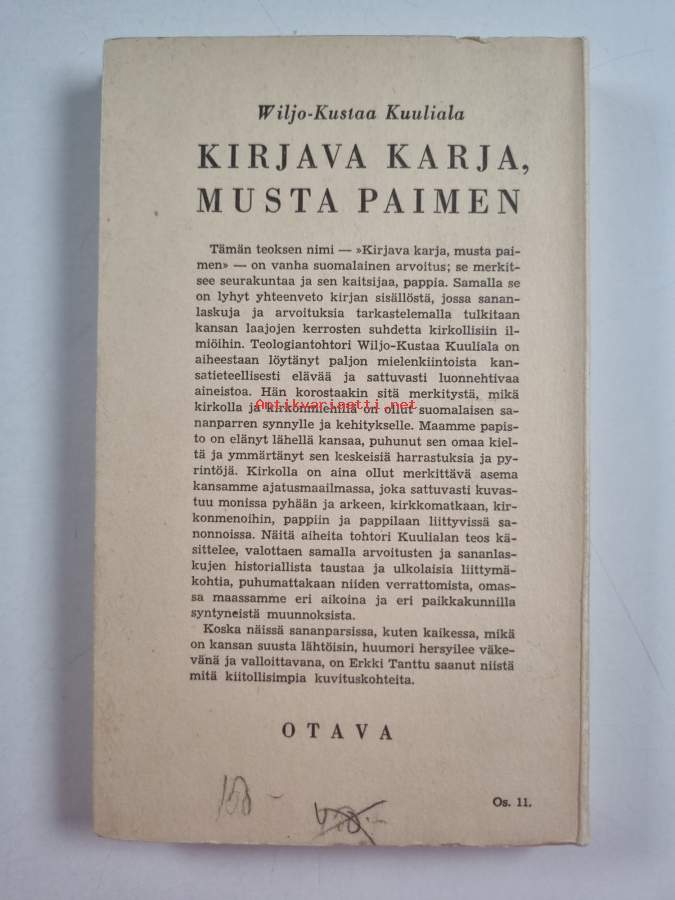 Wiljo-Kustaa Kuuliala
KIRJAVA KARJA,
MUSTA PAIMEN
Tämän teoksen nimi — »Kirjava karja, musta pai-
men» — on vanha suomalainen arvoitus; se merkit-
see seurakuntaa ja sen kaitsijaa, pappia. Samalla se
on lyhyt yhteenveto kirjan sisällöstä, jossa sanan-
laskuja ja arvoituksia tarkastelemalla tulkitaan
kansan laajojen kerrosten suhdetta kirkollisiin il-
miöihin. Teologiantohtori Wiljo-Kustaa Kuuliala on
aiheestaan löytänyt paljon mielenkiintoista kan-
satieteellisesti elävää ja sattuvasti luonnehtivaa
aineistoa. Hän korostaakin sitä merkitystä, mikä
Antikvariaatti.net
kirkolla ja kirkonmiehillä on ollut suomalaisen sa-
nanparren synnylle ja kehitykselle. Maamme papis-
to on elänyt lähellä kansaa, puhunut sen omaa kiel-
tä ja ymmärtänyt sen keskeisiä harrastuksia ja py-
rintöjä. Kirkolla on aina ollut merkittävä asema
kansamme ajatusmaailmassa, joka sattuvasti kuvas-
tuu monissa pyhään ja arkeen, kirkkomatkaan, kir-
konmenoihin, pappiin ja pappilaan liittyvissä sa-
nonnoissa. Näitä aiheita tohtori Kuulialan teos kä-
sittelee, valottaen samalla arvoitusten ja sananlas-
kujen historiallista taustaa ja ulkolaisia liittymä-
kohtia, puhumattakaan niiden verrattomista, omas-
sa maassamme eri aikoina ja eri paikkakunnilla
syntyneistä muunnoksista.
Koska näissä sananparsissa, kuten kaikessa, mikä
on kansan suusta lähtöisin, huumori hersyilee väke-
vänä ja valloittavana, on Erkki Tanttu saanut niistä
mitä kiitollisimpia kuvituskohteita.
OTAVA
150 -
Os. 11.